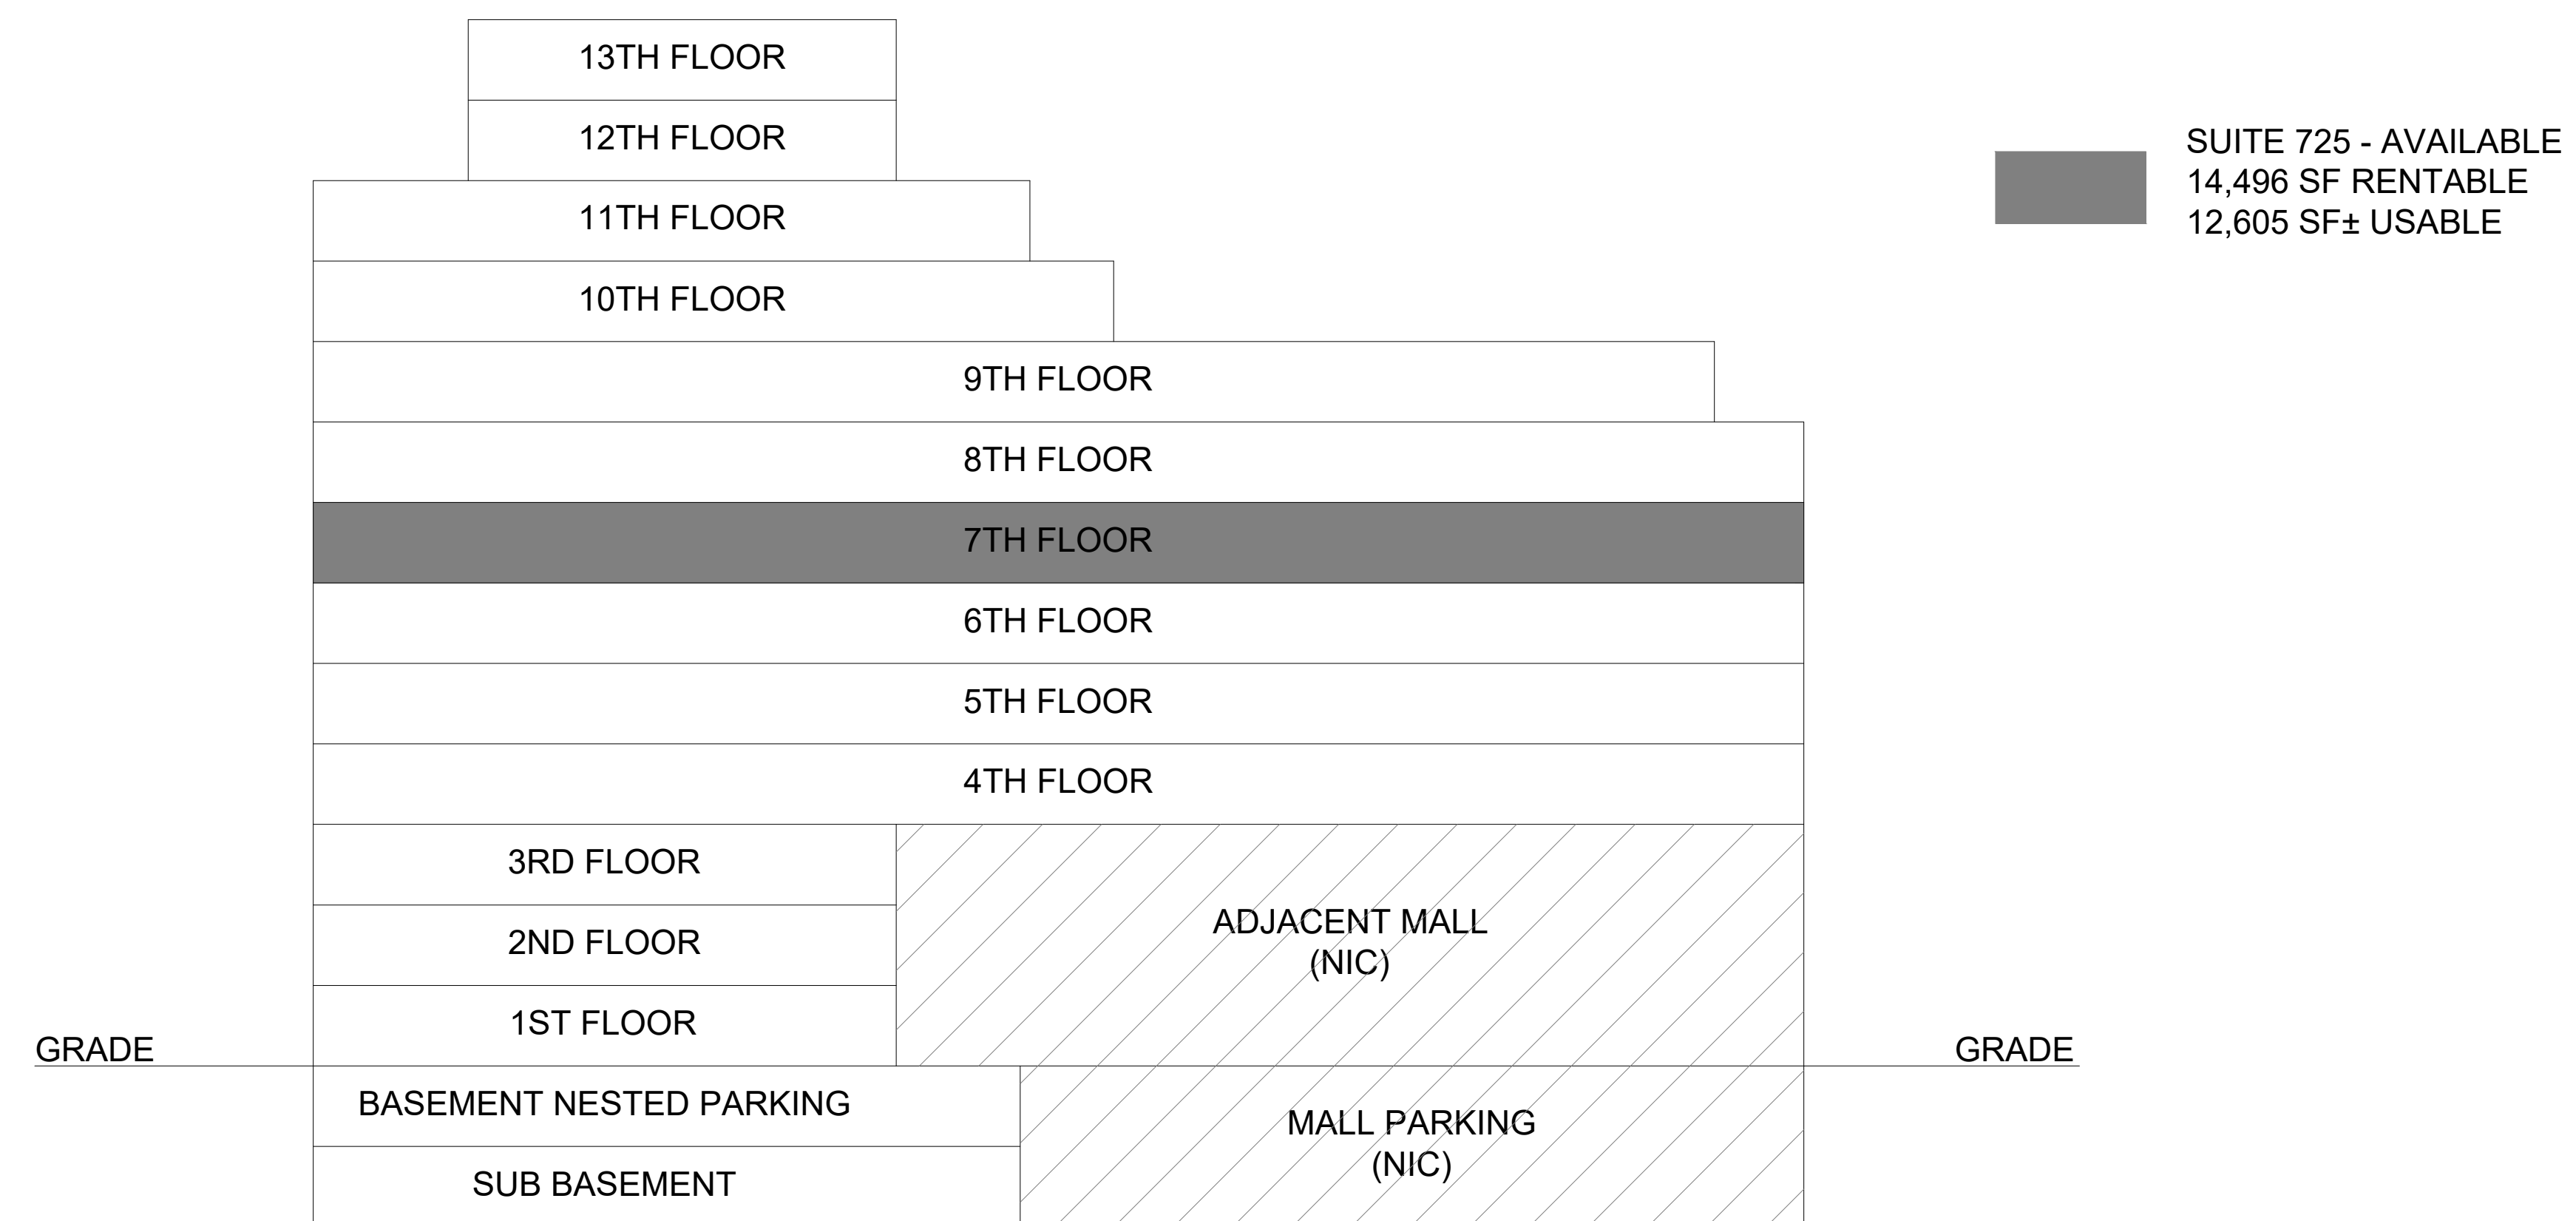 13TH FLOOR
12TH FLOOR
SUITE 725 - AVAILABLE
14,496 SF RENTABLE
12,605 SF± USABLE
11TH FLOOR
10TH FLOOR
9TH FLOOR
8TH FLOOR
7TH FLOOR
6TH FLOOR
5TH FLOOR
4TH FLOOR
3RD FLOOR
2ND FLOOR
ADJACENT MALL
(NIC)
1ST FLOOR
GRADE
GRADE
BASEMENT NESTED PARKING
MALL PARKING
(NIC)
SUB BASEMENT